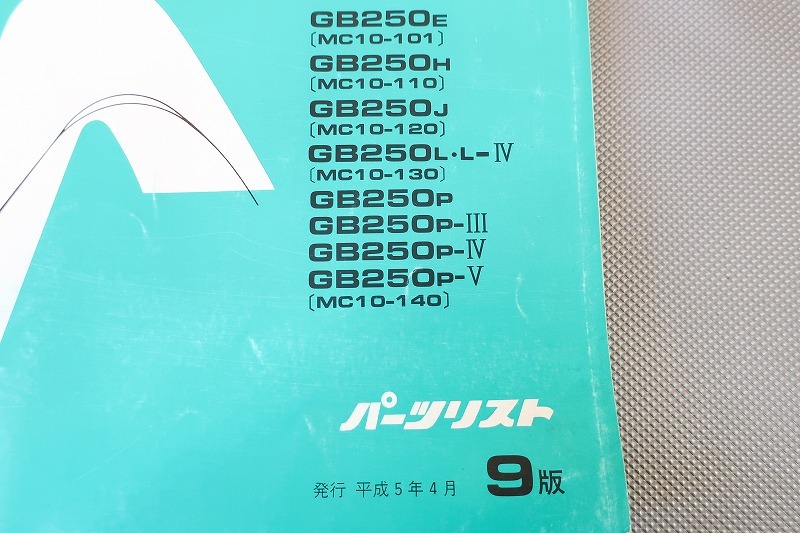 GB250E
〔MC10-101〕
GB250H
〔MC10-110〕
GB250J
〔MC10-120〕
GB250L・L-Ⅳ
〔MC10-130〕
GB250P
GB250P-Ⅲ
GB250P-Ⅳ
GB250P-Ⅴ
〔MC10-140〕
パーツリスト
発行 平成5年4月 9版